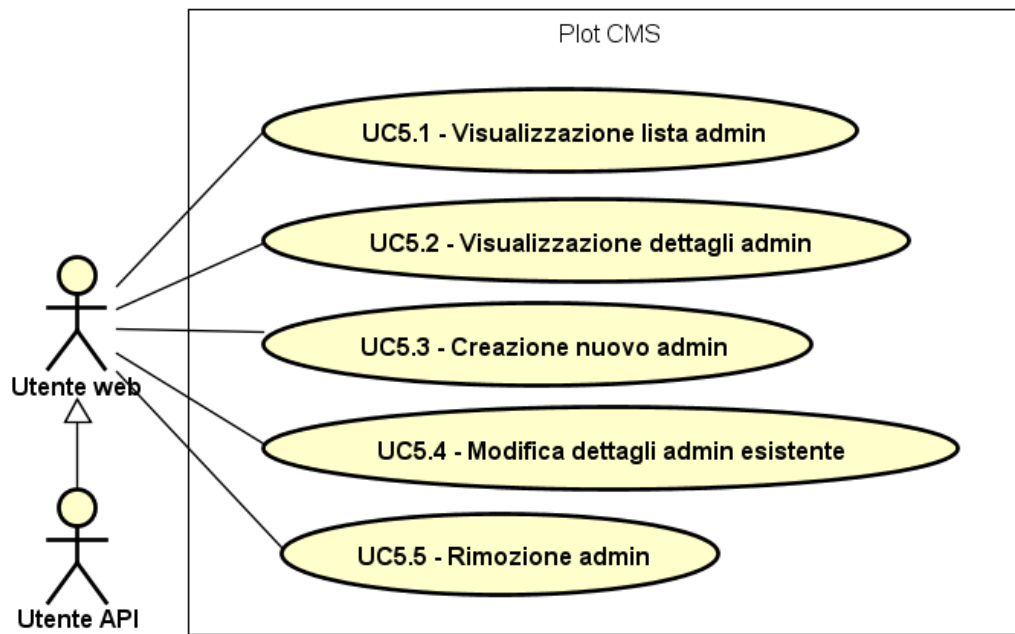 Plot CMS
UC5.1 - Visualizzazione lista admin
UC5.2 - Visualizzazione dettagli admin
UC5.3 - Creazione nuovo admin
UC5.4 - Modifica dettagli admin esistente
UC5.5 - Rimozione admin
Utente web
Utente API